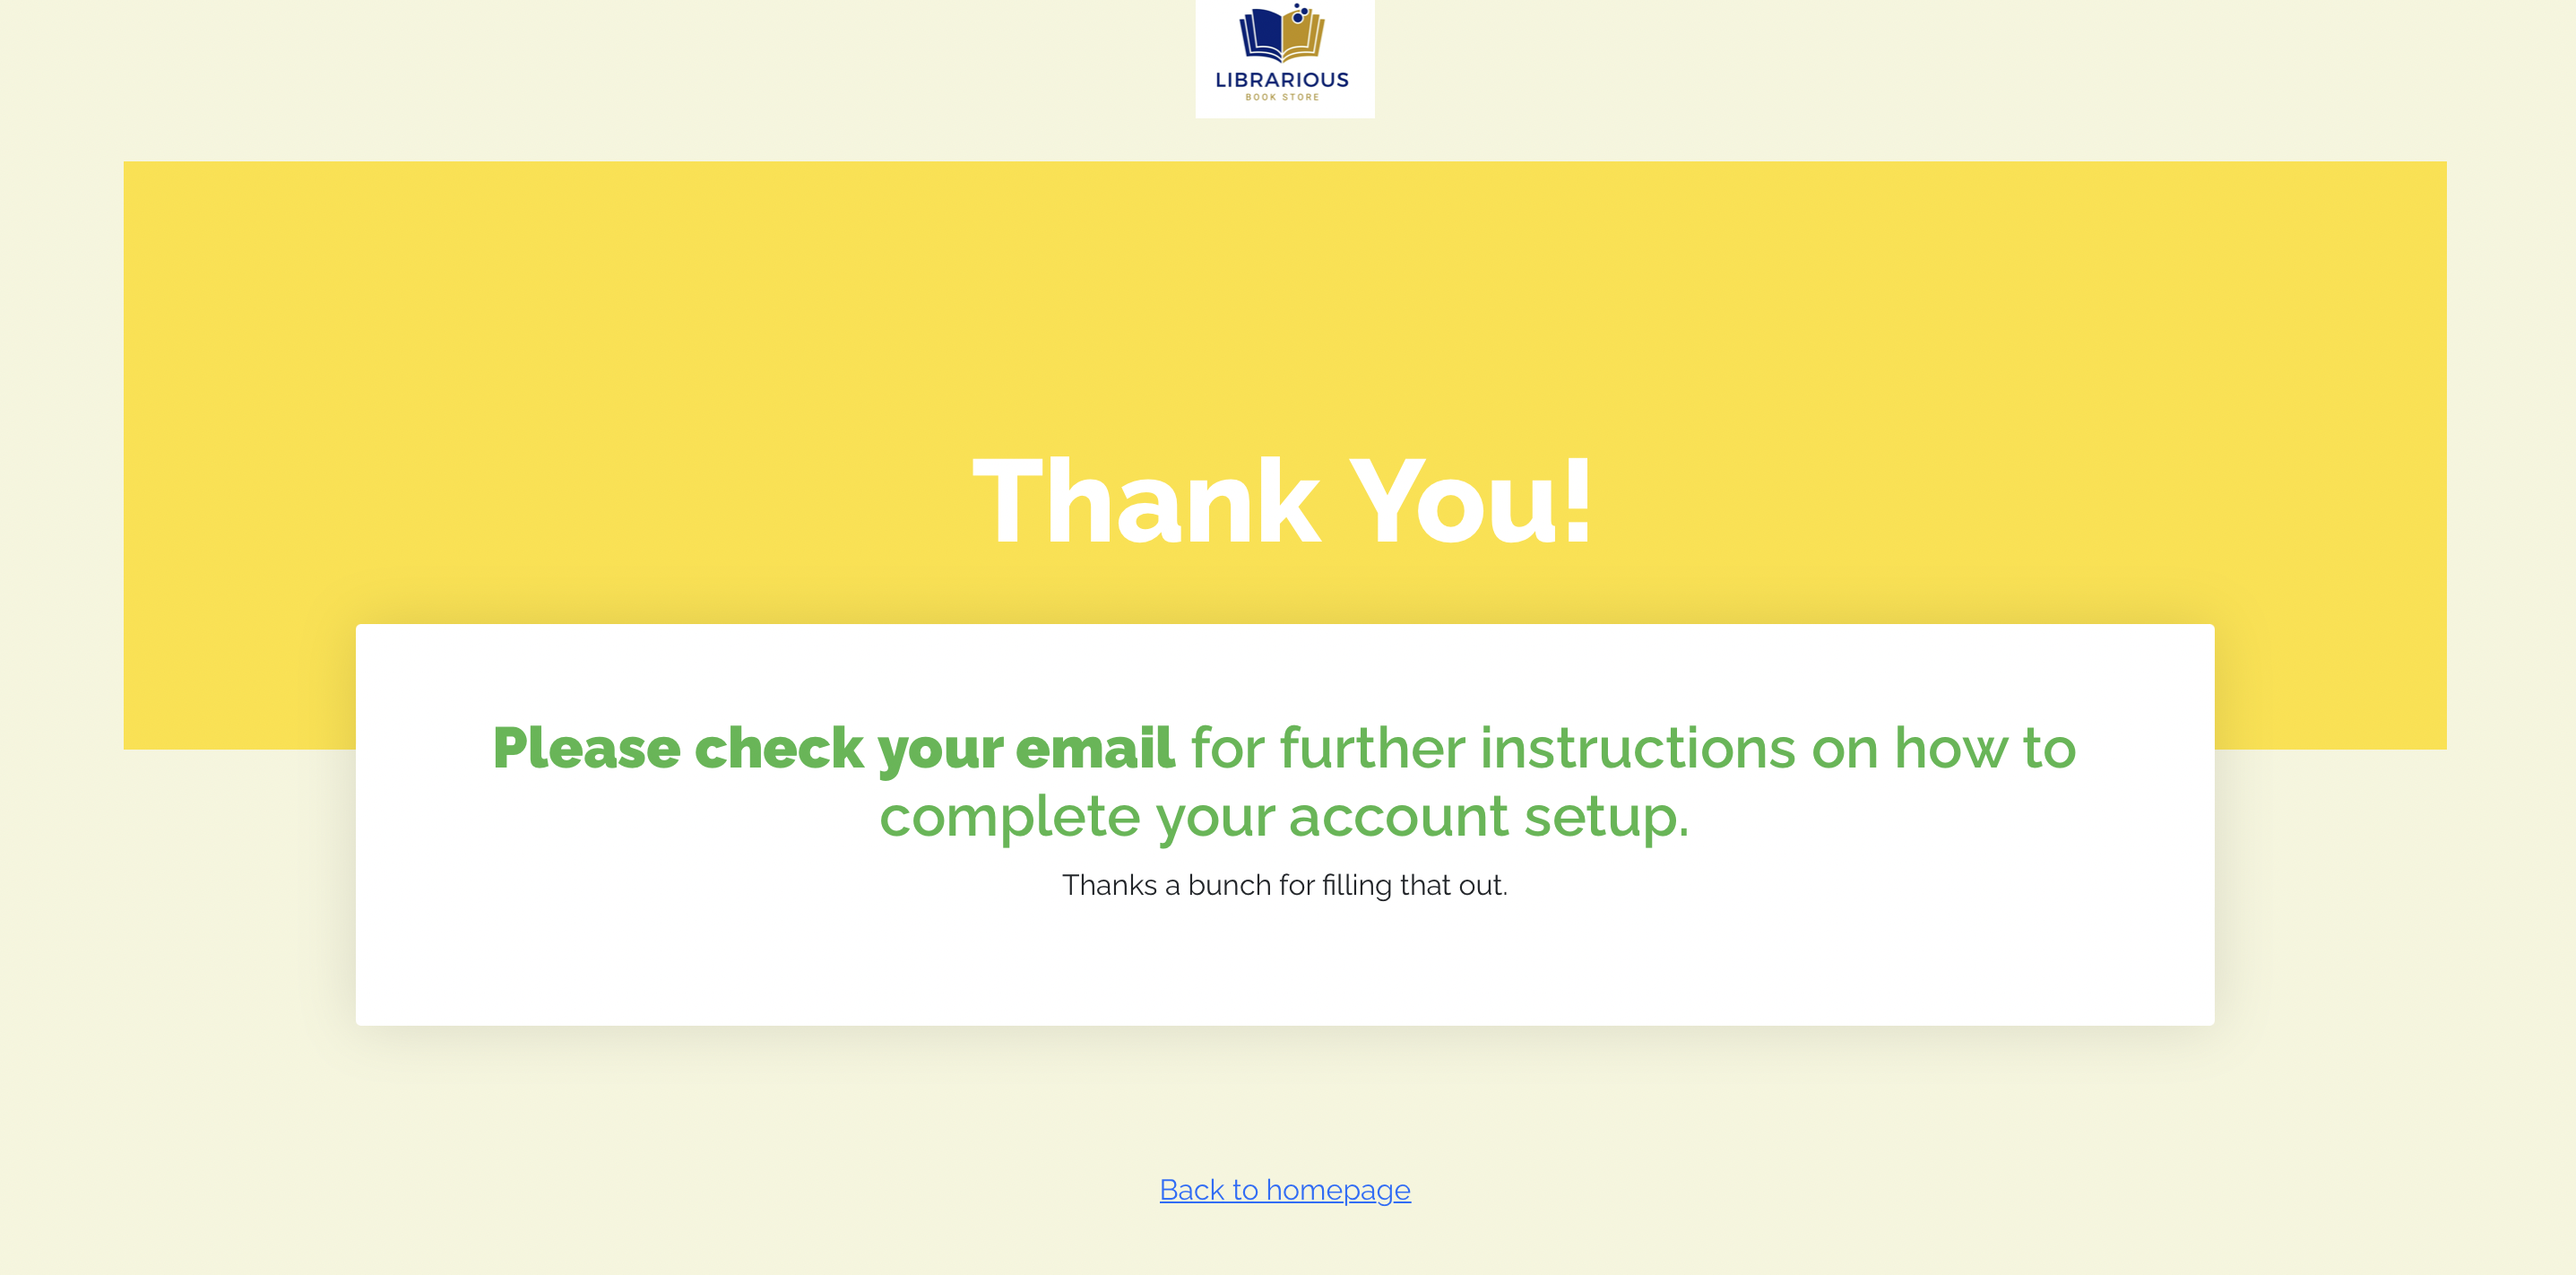 LIBRARIOUS
BOOK STORE
Thank You!
Please check your email for further instructions on how to
complete your account setup.
Thanks a bunch for filling that out.
Back to homepage